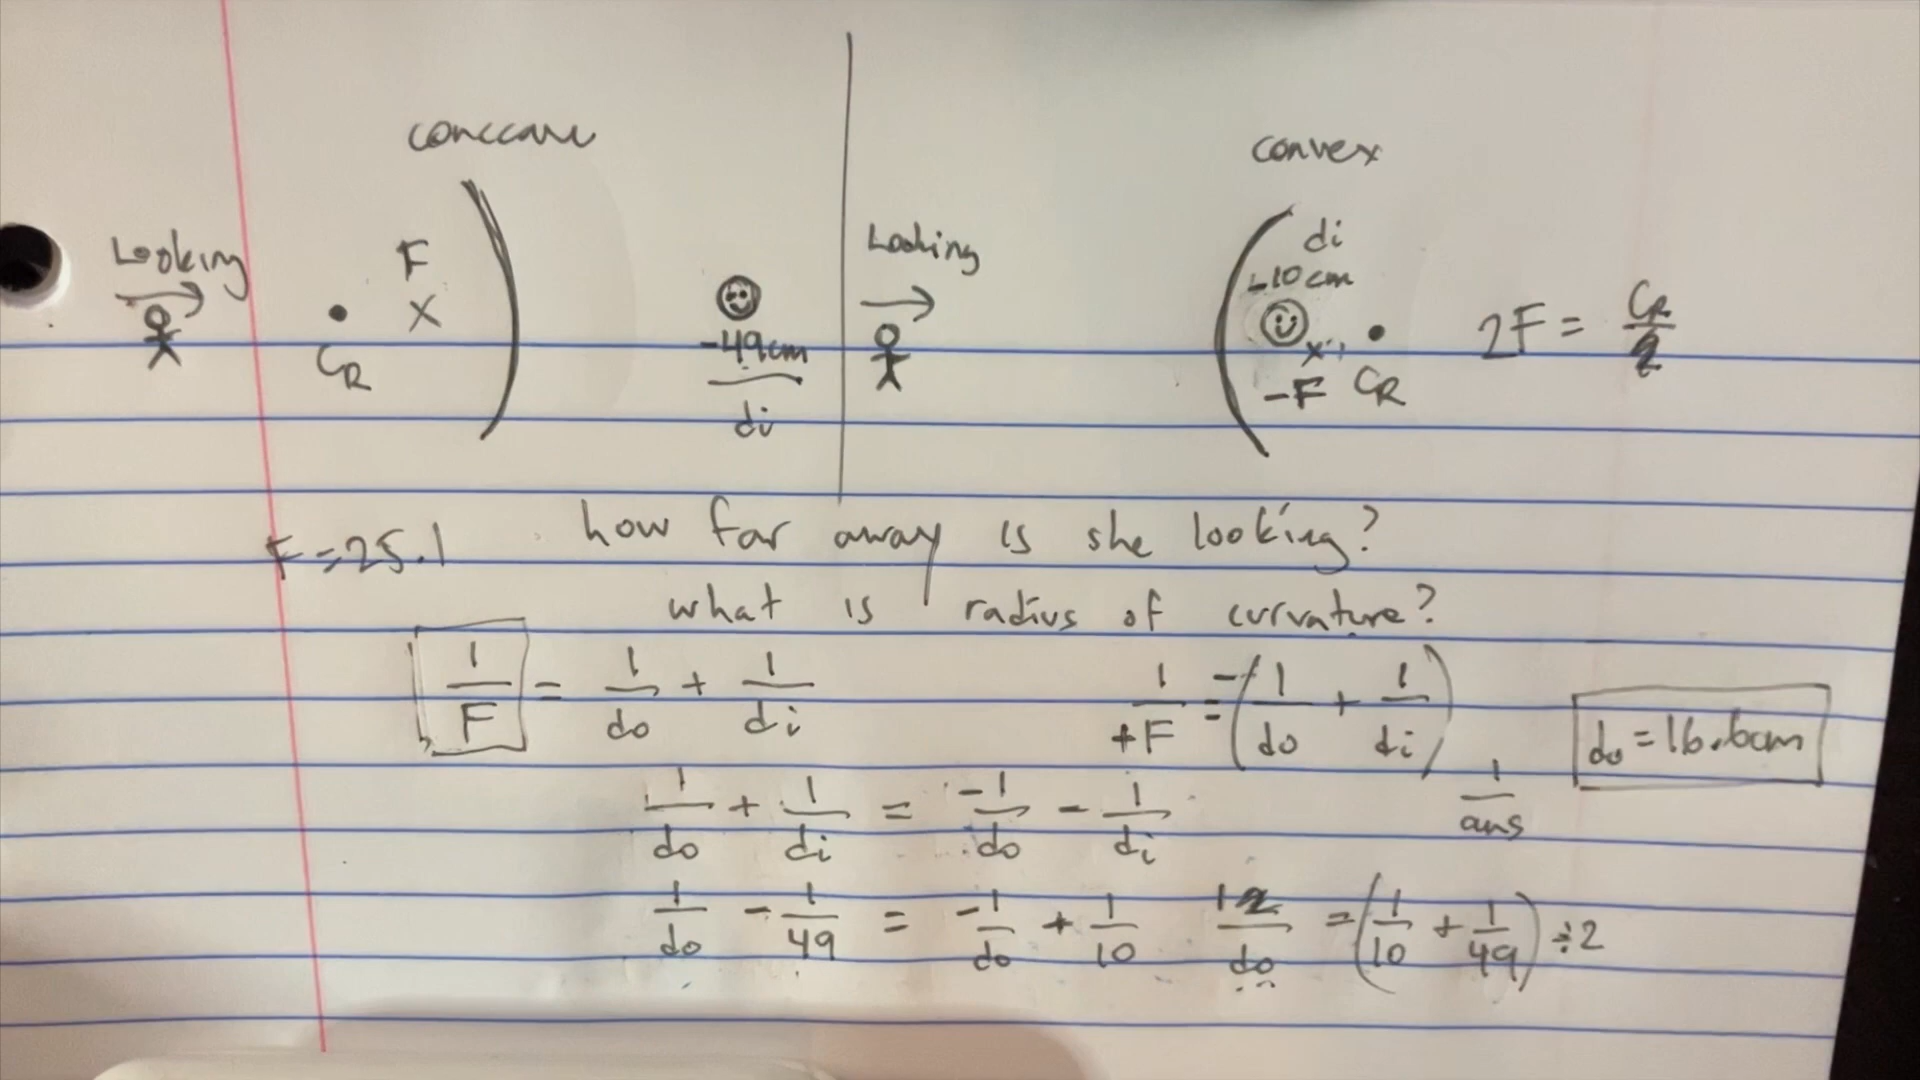 conccave
convex
Looking
F
X
CR
-49cm
di
Looking
di
-10cm
x
-F
CR
2F = CR/2
F=25.1
how far away is she looking?
what is radius of curvature?
1/F = 1/do + 1/di
1/+F = -(1/do + 1/di)
do = 16.6cm
1/do + 1/di = -1/do - 1/di
1/ans
1/do - 1/49 = -1/do + 1/10
1/do = (1/10 + 1/49) ÷2